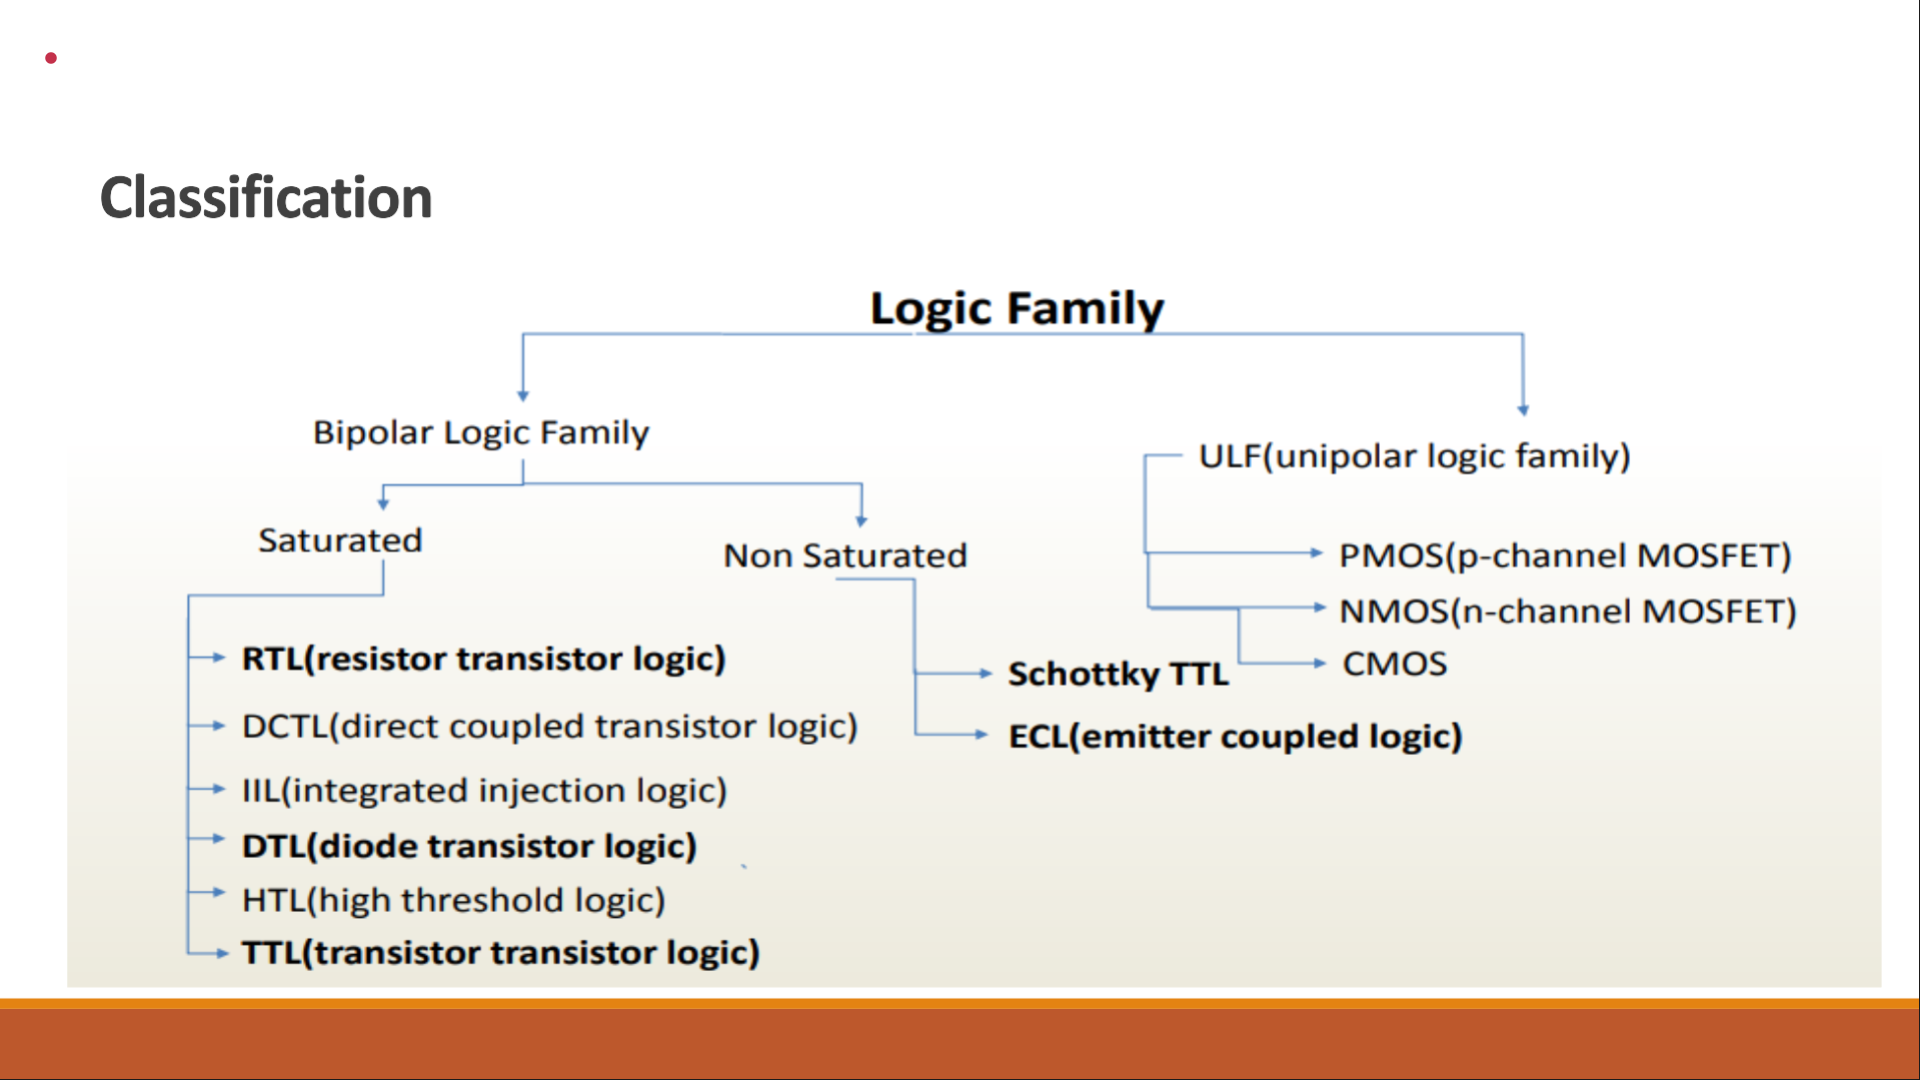 Classification
Logic Family
Bipolar Logic Family
ULF(unipolar logic family)
Saturated
Non Saturated
PMOS(p-channel MOSFET)
NMOS(n-channel MOSFET)
CMOS
RTL(resistor transistor logic)
Schottky TTL
DCTL(direct coupled transistor logic)
ECL(emitter coupled logic)
IIL(integrated injection logic)
DTL(diode transistor logic)
HTL(high threshold logic)
TTL(transistor transistor logic)